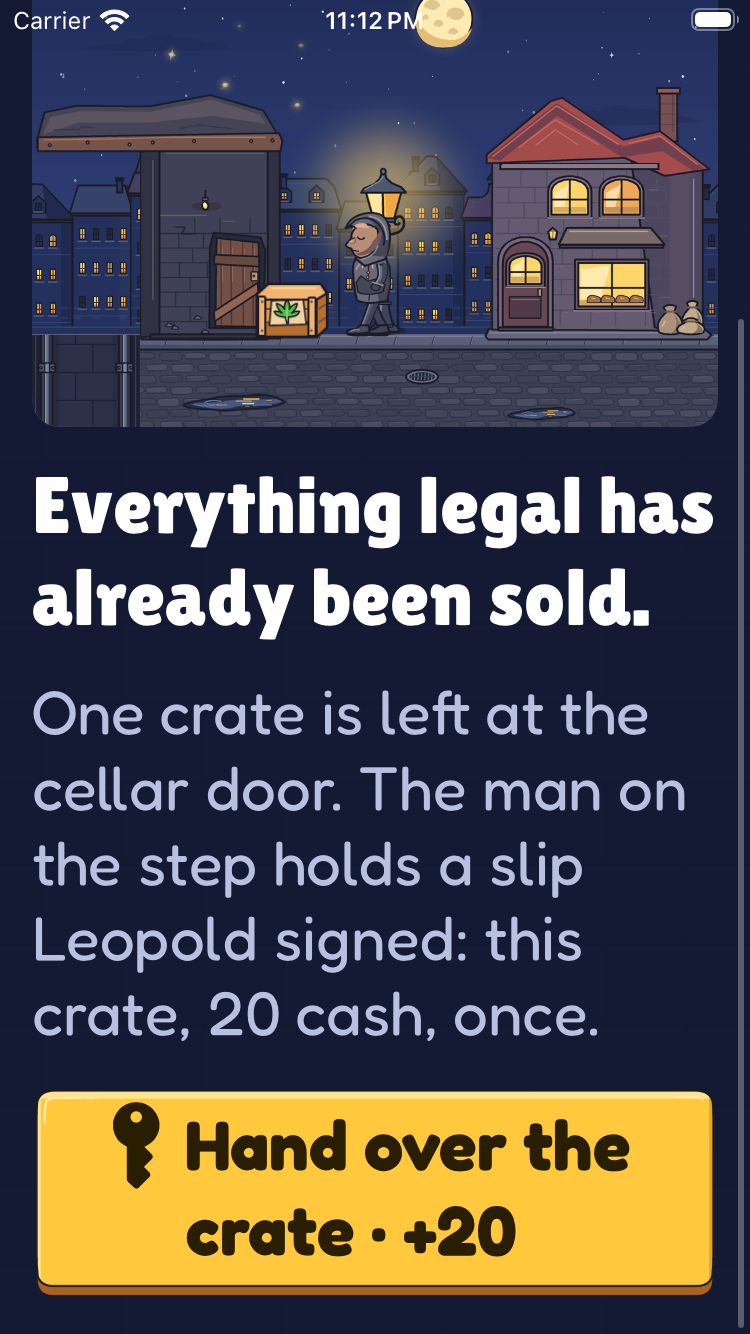 Carrier 11:12 PM
Everything legal has
already been sold.
One crate is left at the
cellar door. The man on
the step holds a slip
Leopold signed: this
crate, 20 cash, once.
Hand over the
crate · +20